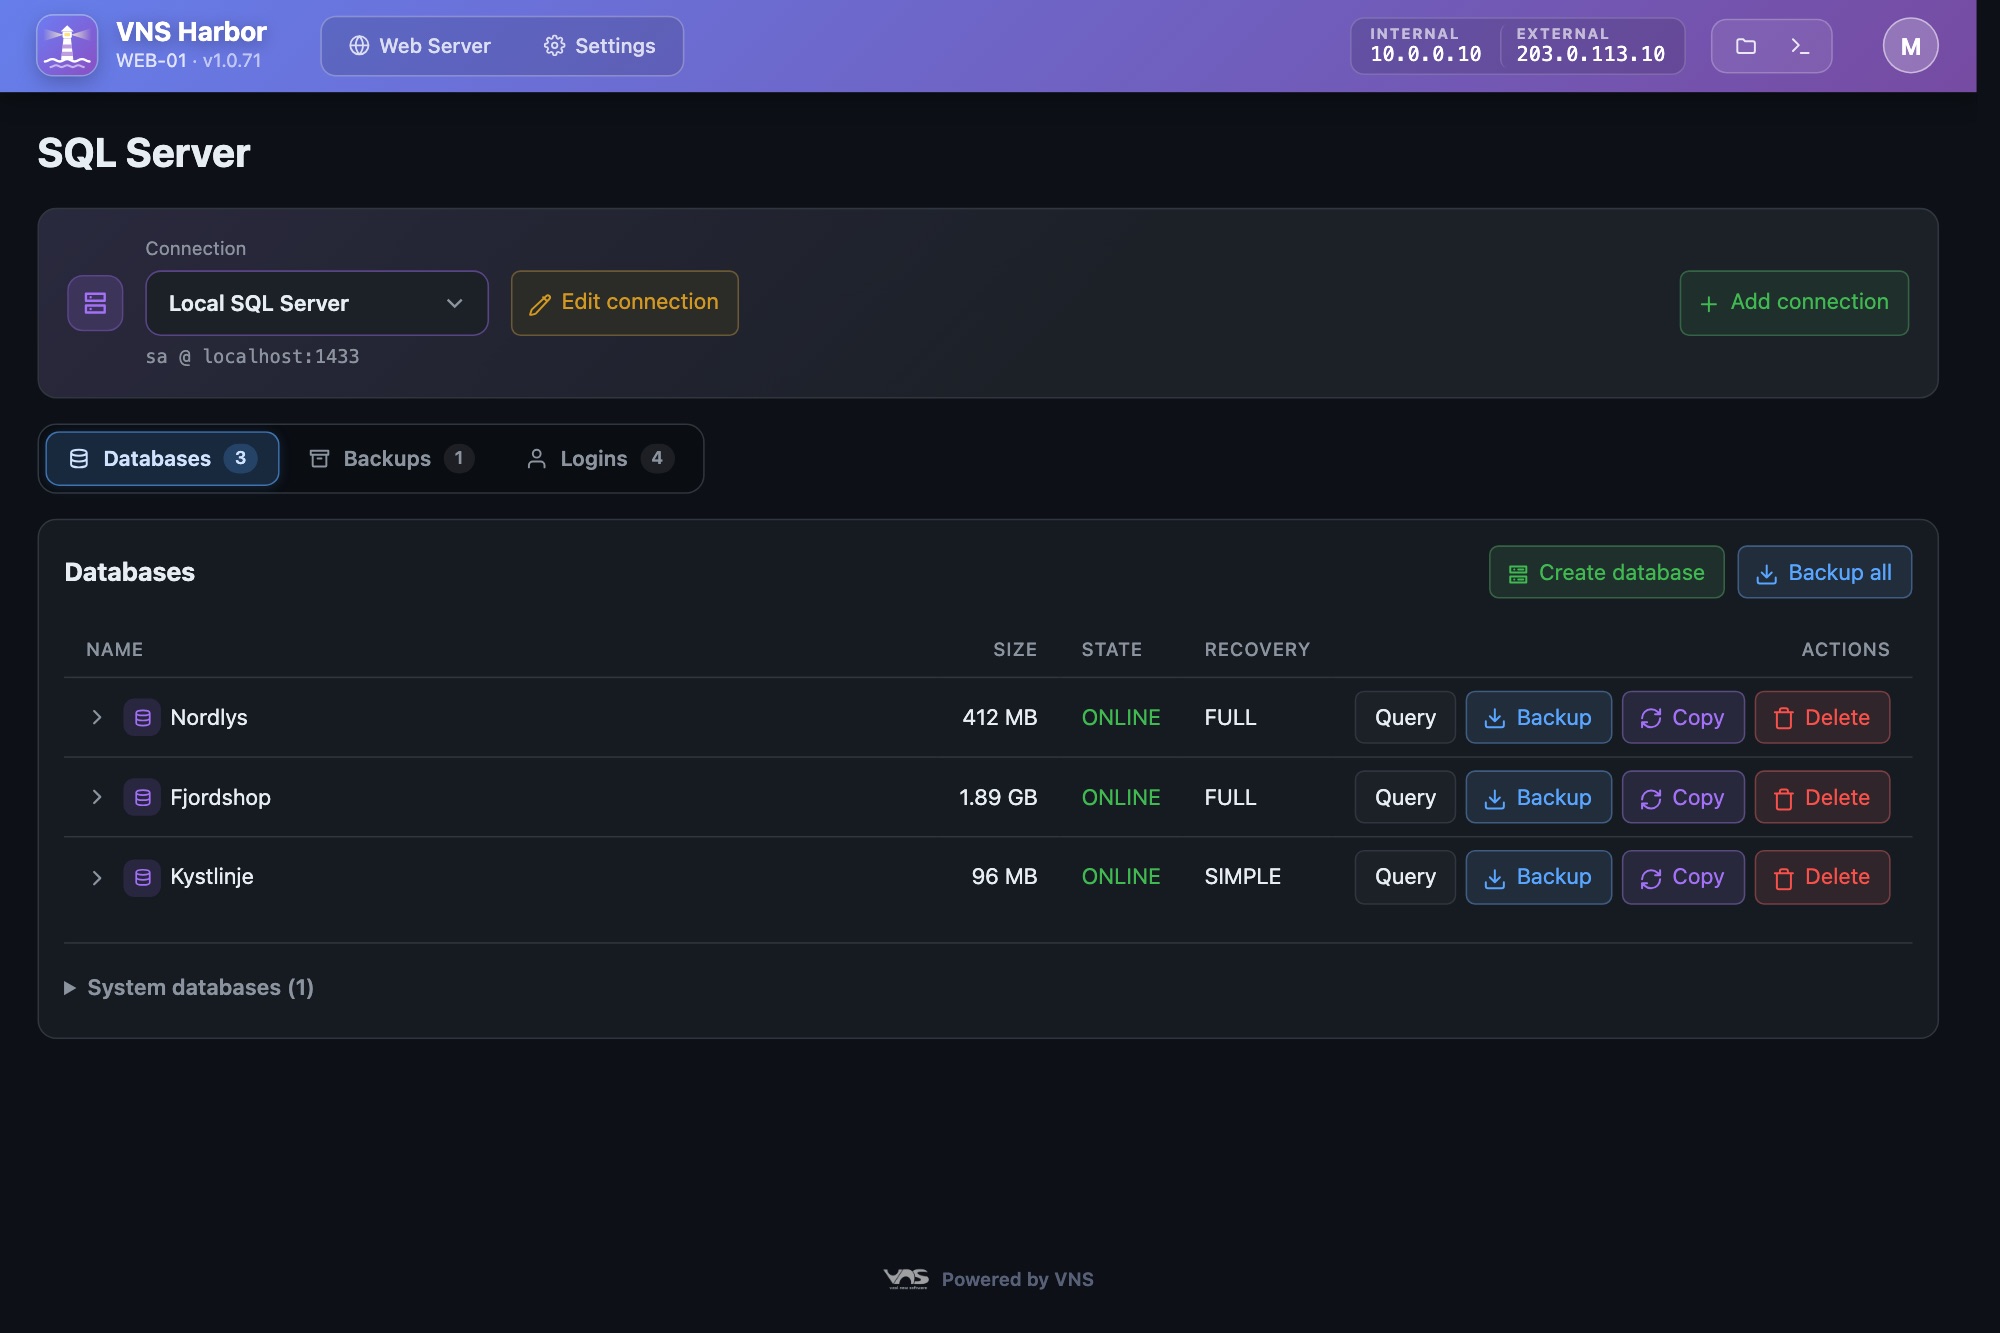 VNS Harbor
WEB-01 · v1.0.71
Web Server
Settings
INTERNAL
10.0.0.10
EXTERNAL
203.0.113.10
M
SQL Server
Connection
Local SQL Server
Edit connection
Add connection
sa @ localhost:1433
Databases 3
Backups 1
Logins 4
Databases
Create database
Backup all
NAME SIZE STATE RECOVERY ACTIONS
Nordlys 412 MB ONLINE FULL Query Backup Copy Delete
Fjordshop 1.89 GB ONLINE FULL Query Backup Copy Delete
Kystlinje 96 MB ONLINE SIMPLE Query Backup Copy Delete
System databases (1)
VNS
Powered by VNS